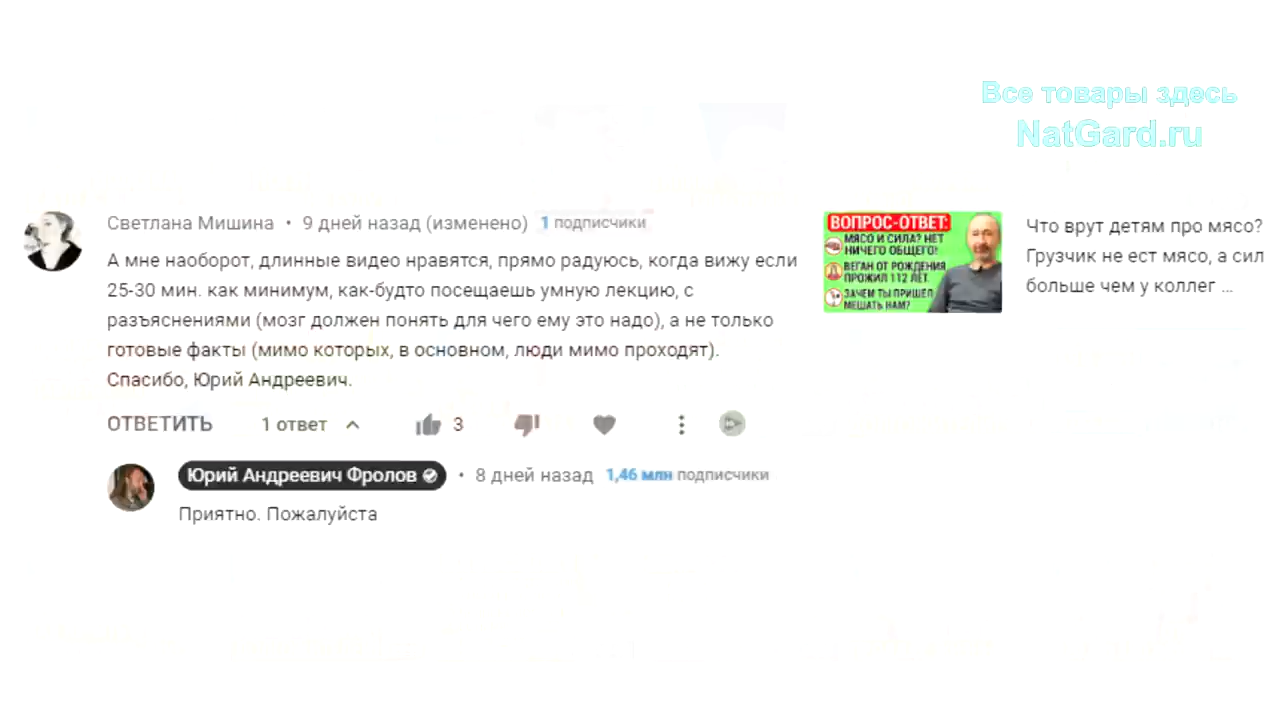 Все товары здесь
NatGard.ru
Светлана Мишина • 9 дней назад (изменено) 1 подписчики
А мне наоборот, длинные видео нравятся, прямо радуюсь, когда вижу если
25-30 мин. как минимум, как-будто посещаешь умную лекцию, с
разъяснениями (мозг должен понять для чего ему это надо), а не только
готовые факты (мимо которых, в основном, люди мимо проходят).
Спасибо, Юрий Андреевич.
ОТВЕТИТЬ 1 ответ 3
Юрий Андреевич Фролов • 8 дней назад 1,46 млн подписчики
Приятно. Пожалуйста
ВОПРОС-ОТВЕТ:
МЯСО И СИЛА? НЕТ
НИЧЕГО ОБЩЕГО!
ВЕГАН ОТ РОЖДЕНИЯ
ПРОЖИЛ 112 ЛЕТ.
ЗАЧЕМ ТЫ ПРИШЕЛ
МЕШАТЬ НАМ?
Что врут детям про мясо?
Грузчик не ест мясо, а сил
больше чем у коллег ...